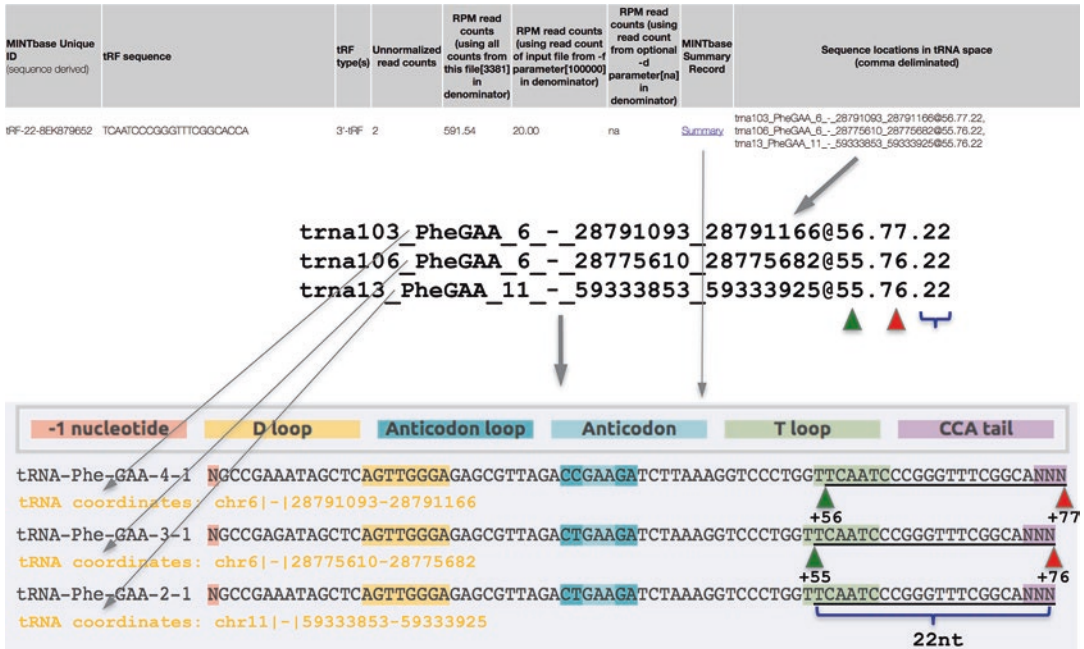 MINTbase Unique ID
(sequence derived)
tRF sequence
tRF type(s)
Unnormalized read counts
RPM read
counts
(using all
counts from
this file[3381]
in
denominator)
RPM read counts
(using read count
of input file from -f
parameter[100000]
in denominator)
RPM read
counts (using
read count
from optional
-d
parameter[na]
in
denominator)
MINTbase
Summary
Record
Sequence locations in tRNA space
(comma deliminated)
tRF-22-8EK879652 TCAATCCCGGGTTTCGGCACCA 3'-tRF 2 591.54 20.00 na Summary
trna103_PheGAA_6_-_28791093_28791166@56.77.22,
trna106_PheGAA_6_-_28775610_28775682@55.76.22,
trna13_PheGAA_11_-_59333853_59333925@55.76.22
trna103_PheGAA_6_-_28791093_28791166@56.77.22
trna106_PheGAA_6_-_28775610_28775682@55.76.22
trna13_PheGAA_11_-_59333853_59333925@55.76.22
-1 nucleotide D loop Anticodon loop Anticodon T loop CCA tail
tRNA-Phe-GAA-4-1 NGCCGAAATAGCTCAGTTGGGAGAGCGTTAGACCGAAGATCTTAAAGGTCCCTGGTTCAATCCCGGGTTTCGGCANNN
tRNA coordinates: chr6|-|28791093-28791166
+56 +77
tRNA-Phe-GAA-3-1 NGCCGAGATAGCTCAGTTGGGAGAGCGTTAGACTGAAGATCTAAAGGTCCCTGGTTCAATCCCGGGTTTCGGCANNN
tRNA coordinates: chr6|-|28775610-28775682
+55 +76
tRNA-Phe-GAA-2-1 NGCCGAAATAGCTCAGTTGGGAGAGCGTTAGACTGAAGATCTAAAGGTCCCTGGTTCAATCCCGGGTTTCGGCANNN
tRNA coordinates: chr11|-|59333853-59333925
22nt